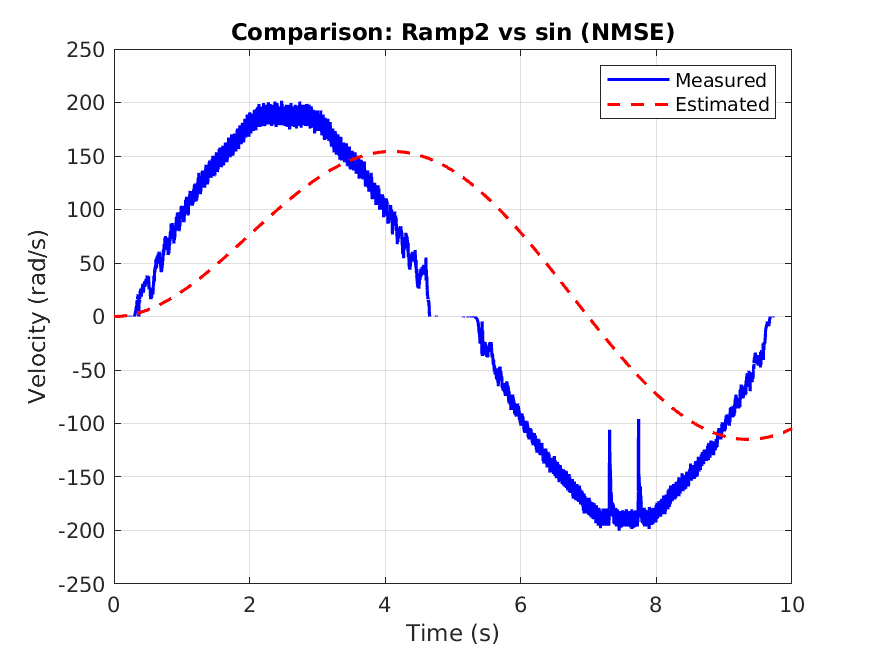 Comparison: Ramp2 vs sin (NMSE)
250
200
150
100
50
0
-50
-100
-150
-200
-250
Velocity (rad/s)
Measured
Estimated
0 2 4 6 8 10
Time (s)